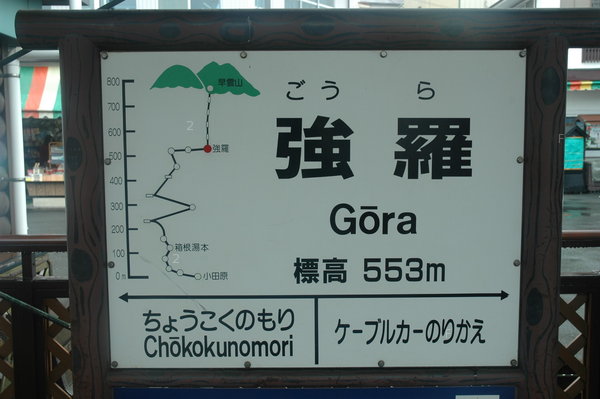 800
700
600
500
400
300
200
100
0m
早雲山
強羅
箱根湯本
小田原
ごうら
強羅
Gōra
標高 553m
ちょうこくのもり
Chōkokunomori
ケーブルカーのりかえ